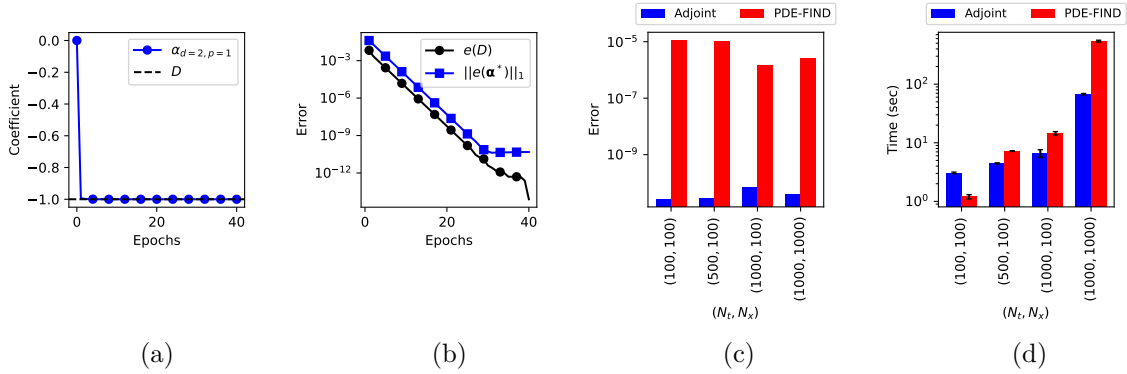 Coefficient
0.0
−0.2
−0.4
−0.6
−0.8
−1.0
α_{d=2,p=1}
D
0
20
40
Epochs
(a)
Error
10^{−3}
10^{−6}
10^{−9}
10^{−12}
e(D)
||e(α*)||_1
0
20
40
Epochs
(b)
Adjoint
PDE-FIND
Error
10^{−5}
10^{−7}
10^{−9}
(100, 100)
(500, 100)
(1000, 100)
(1000, 1000)
(N_t, N_x)
(c)
Adjoint
PDE-FIND
Time (sec)
10^2
10^1
10^0
(100, 100)
(500, 100)
(1000, 100)
(1000, 1000)
(N_t, N_x)
(d)